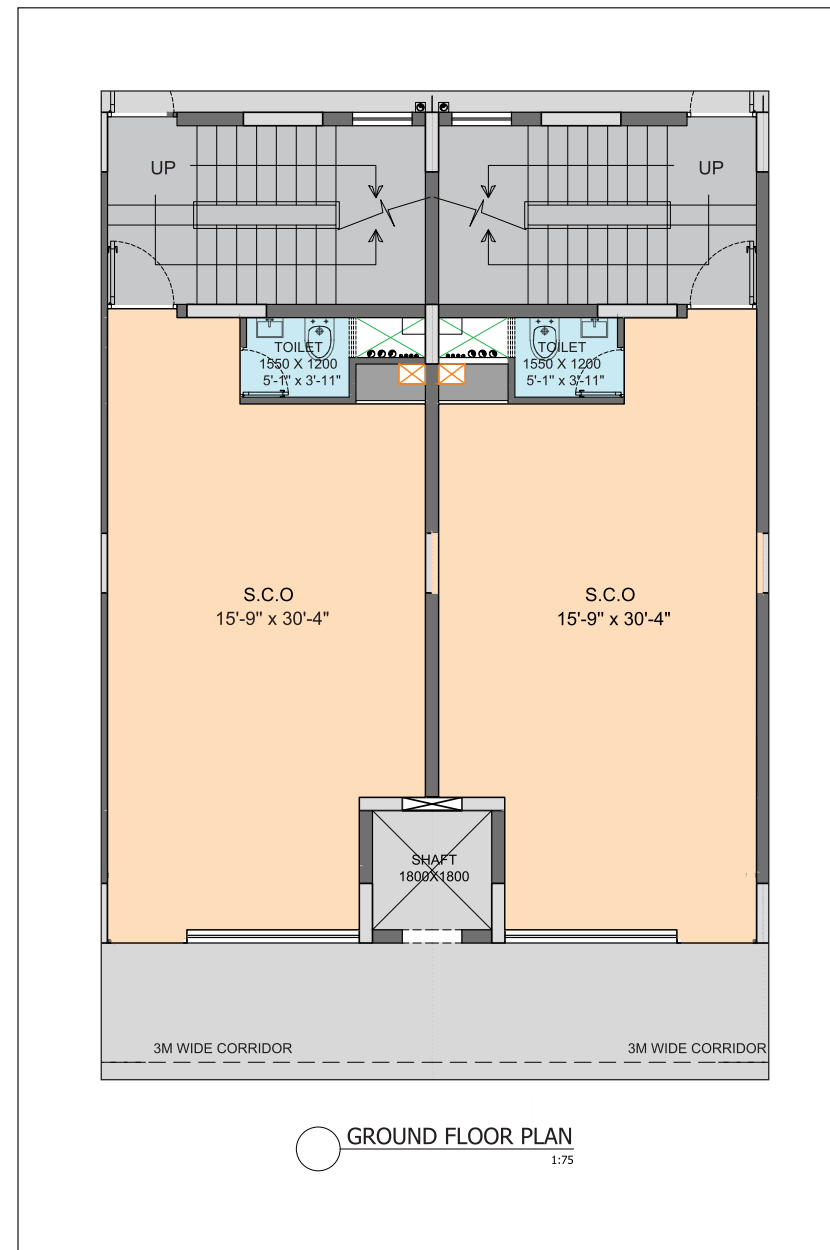 UP
UP
TOILET
1550 X 1200
5'-1" x 3'-11"
TOILET
1550 X 1200
5'-1" x 3'-11"
S.C.O
15'-9" x 30'-4"
S.C.O
15'-9" x 30'-4"
SHAFT
1800X1800
3M WIDE CORRIDOR
3M WIDE CORRIDOR
GROUND FLOOR PLAN
1:75